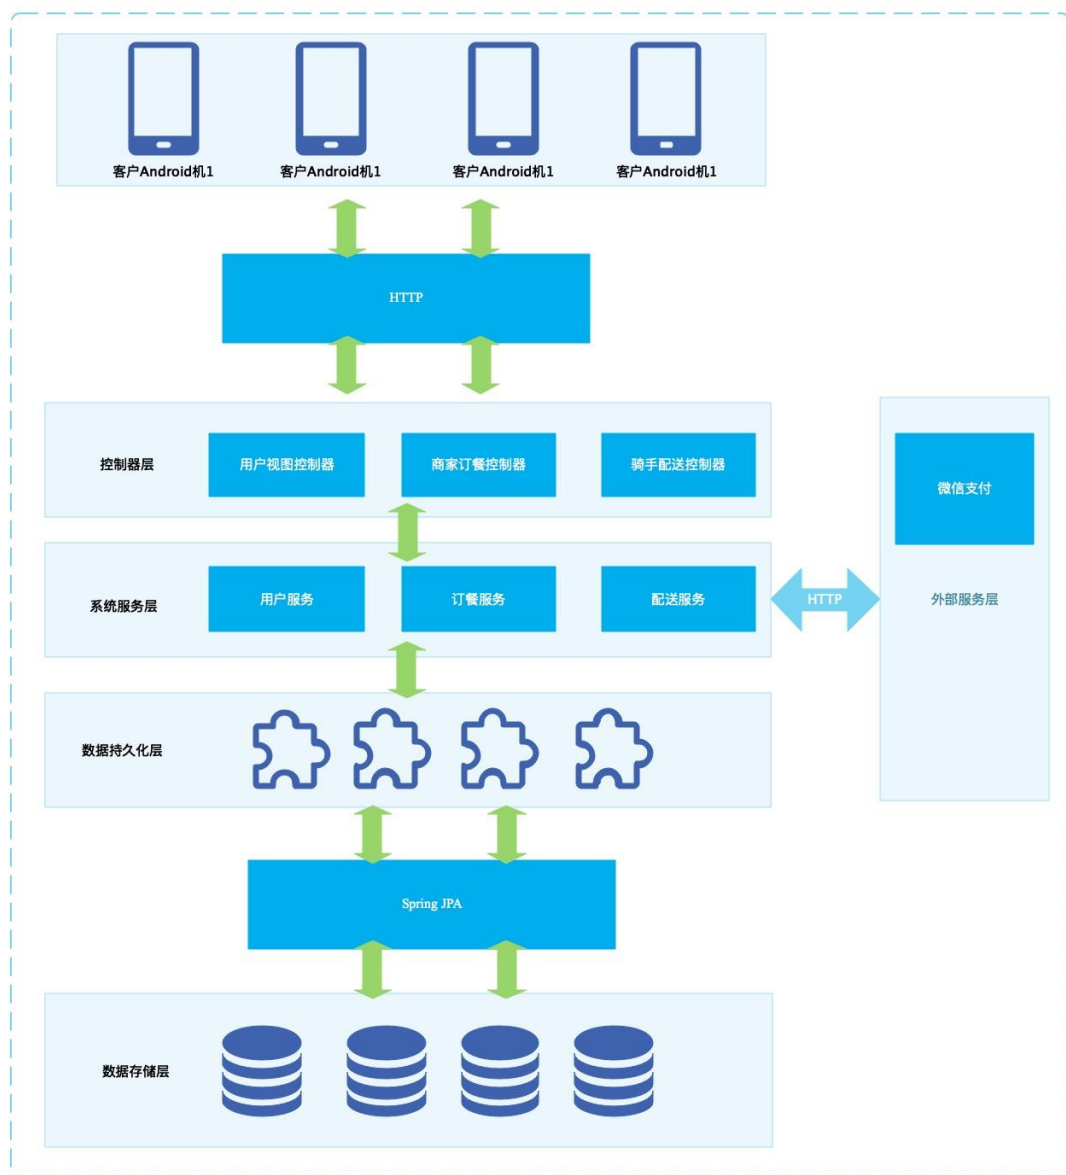 客户Android机1
客户Android机1
客户Android机1
客户Android机1
HTTP
控制器层
用户视图控制器
商家订餐控制器
骑手配送控制器
微信支付
系统服务层
用户服务
订餐服务
配送服务
HTTP
外部服务层
数据持久化层
Spring JPA
数据存储层